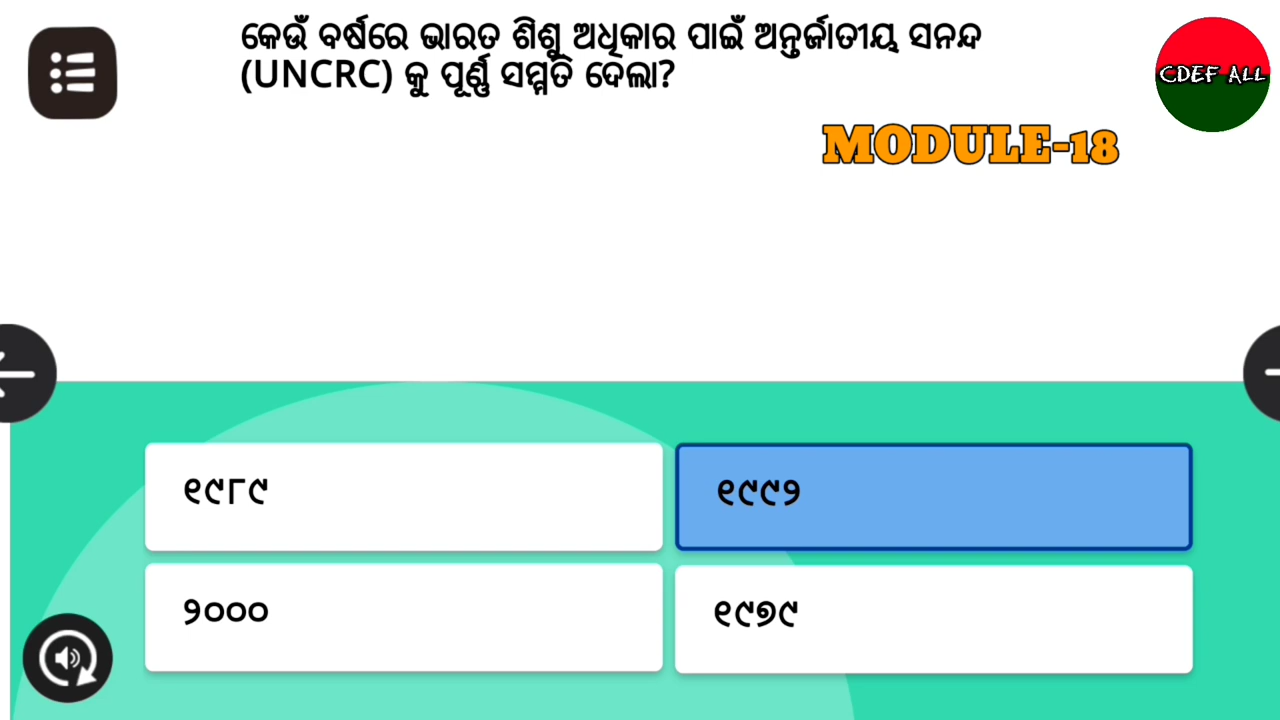 କେଉଁ ବର୍ଷରେ ଭାରତ ଶିଶୁ ଅଧିକାର ପାଇଁ ଅନ୍ତର୍ଜାତୀୟ ସନନ୍ଦ
(UNCRC) କୁ ପୂର୍ଣ୍ଣ ସମ୍ମତି ଦେଲା?
CDEF ALL
MODULE-18
୧୯୮୯
୧୯୯୨
୨୦୦୦
୧୯୭୯